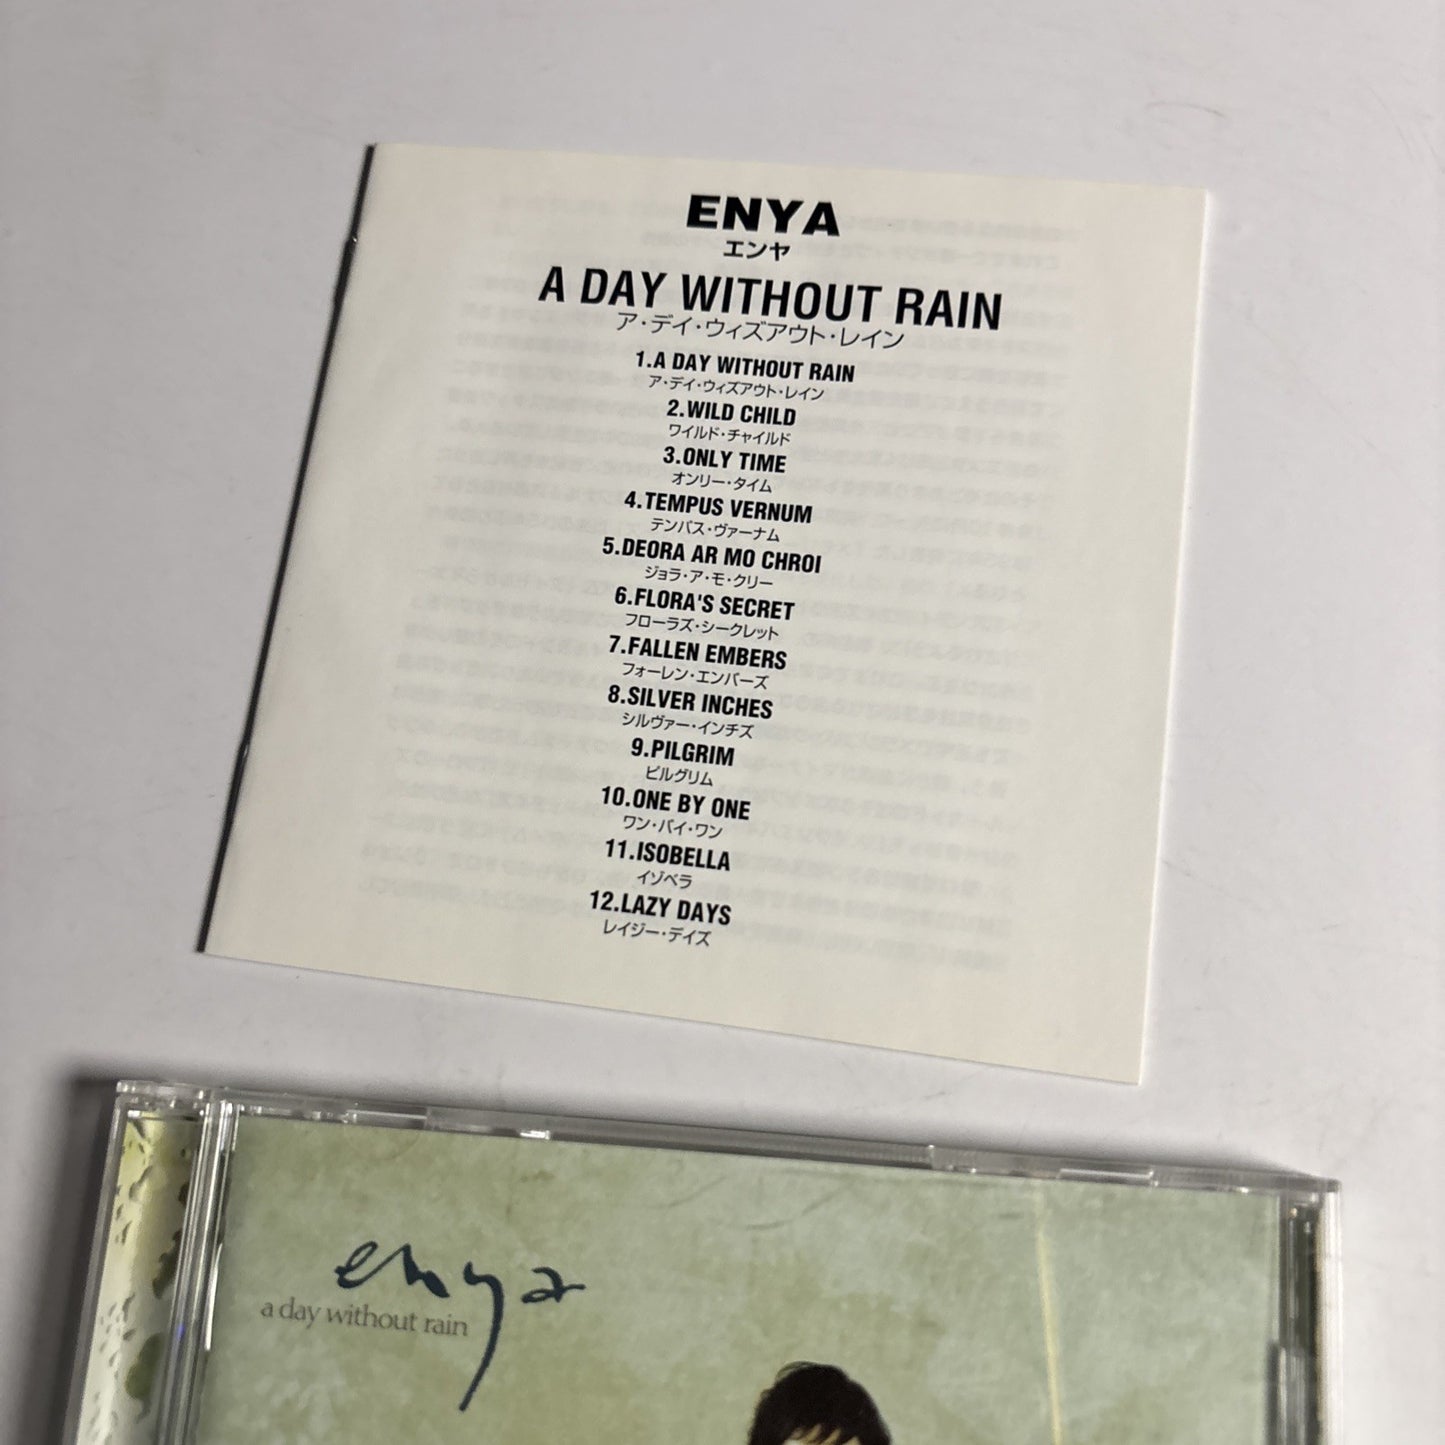 ENYA
エンヤ
A DAY WITHOUT RAIN
ア・デイ・ウィズアウト・レイン
1.A DAY WITHOUT RAIN
ア・デイ・ウィズアウト・レイン
2.WILD CHILD
ワイルド・チャイルド
3.ONLY TIME
オンリー・タイム
4.TEMPUS VERNUM
テンパス・ヴァーナム
5.DEORA AR MO CHROI
ジョラ・ア・モ・クリー
6.FLORA'S SECRET
フローラズ・シークレット
7.FALLEN EMBERS
フォーレン・エンバーズ
8.SILVER INCHES
シルヴァー・インチズ
9.PILGRIM
ピルグリム
10.ONE BY ONE
ワン・バイ・ワン
11.ISOBELLA
イゾベラ
12.LAZY DAYS
レイジー・デイズ
enya
a day without rain